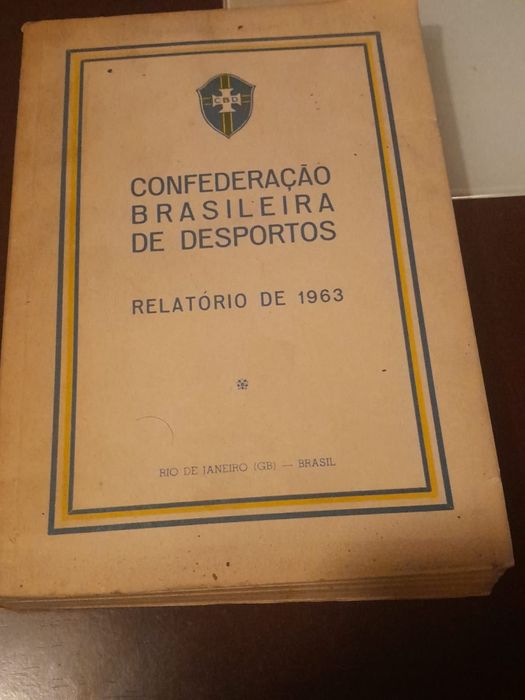 CBD
CONFEDERAÇÃO
BRASILEIRA
DE DESPORTOS
RELATÓRIO DE 1963
RIO DE JANEIRO (GB) — BRASIL